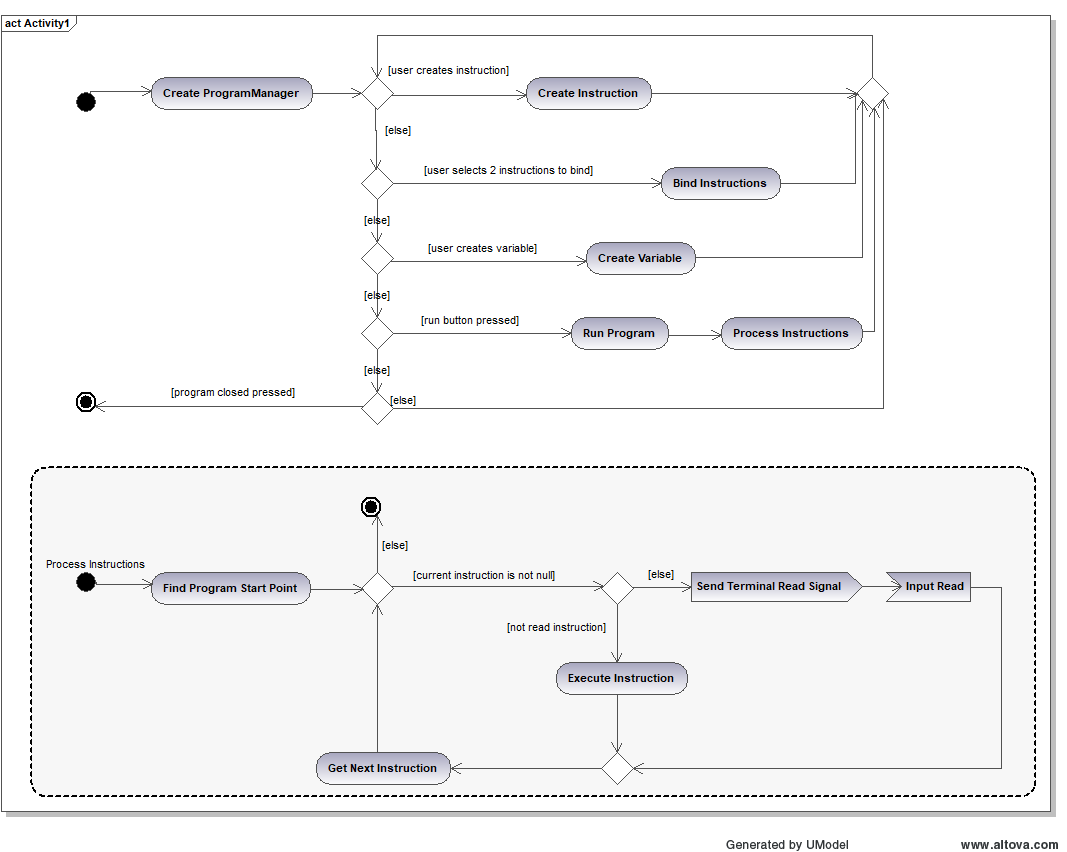 act Activity1
[user creates instruction]
Create ProgramManager
Create Instruction
[else]
[user selects 2 instructions to bind]
Bind Instructions
[else]
[user creates variable]
Create Variable
[else]
[run button pressed]
Run Program
Process Instructions
[else]
[program closed pressed]
[else]
[else]
Process Instructions
[current instruction is not null]
[else]
Find Program Start Point
Send Terminal Read Signal
Input Read
[not read instruction]
Execute Instruction
Get Next Instruction
Generated by UModel
www.altova.com